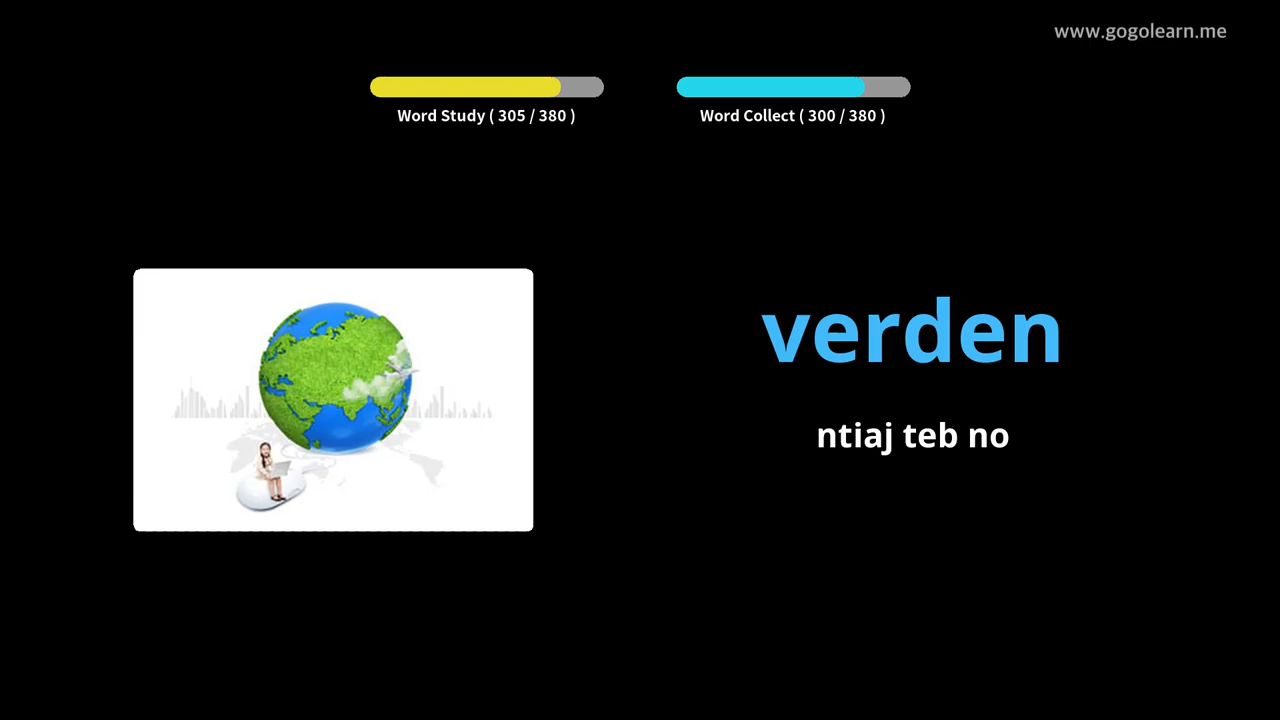 www.gogolearn.me
Word Study ( 305 / 380 )
Word Collect ( 300 / 380 )
verden
ntiaj teb no